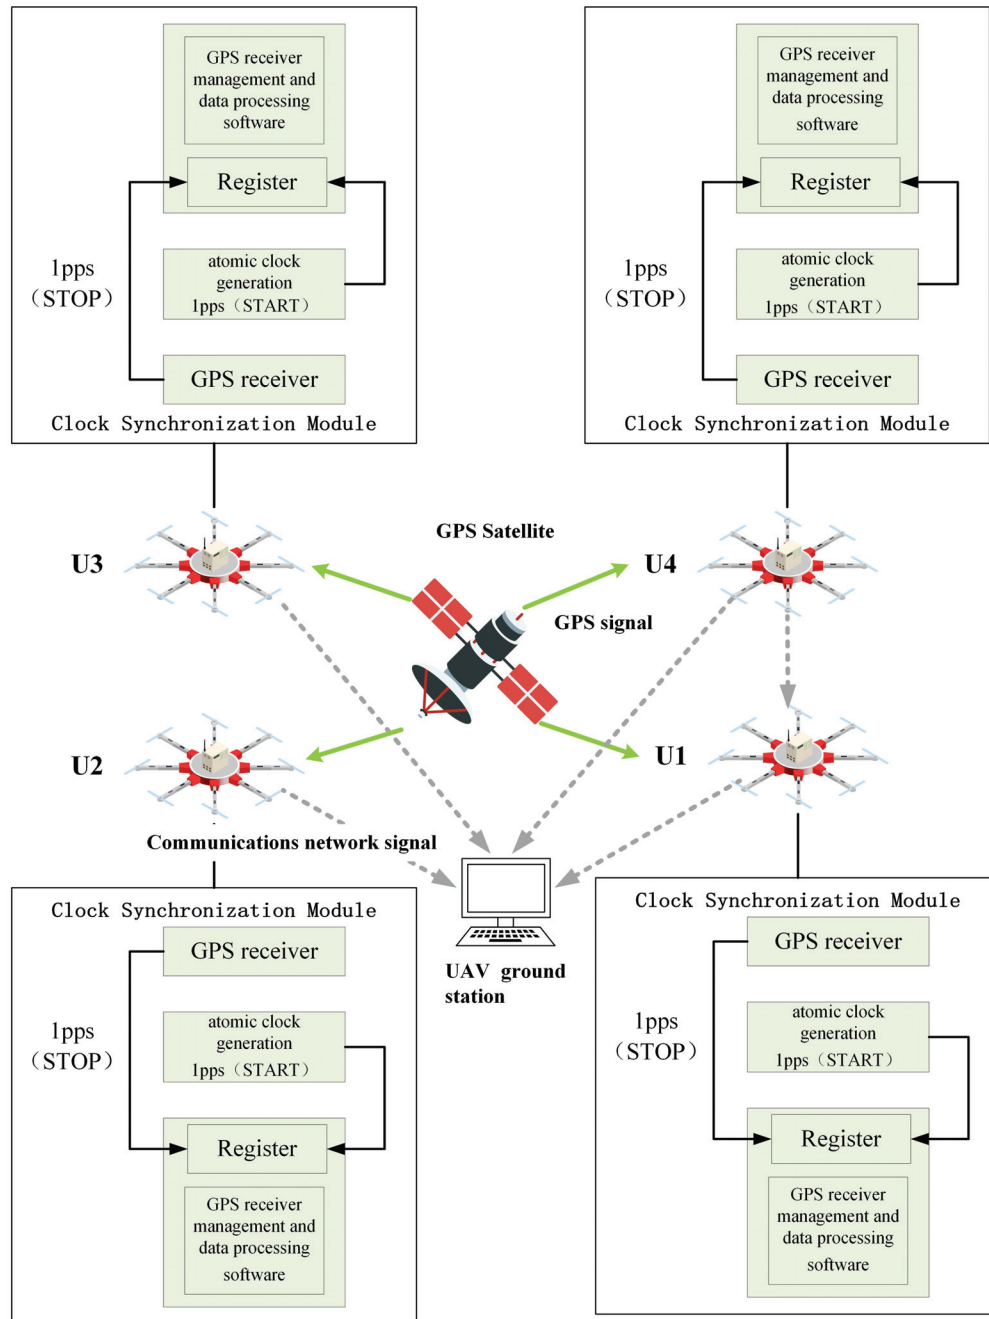 GPS receiver
management and
data processing
software
Register
1pps
（STOP）
atomic clock
generation
1pps（START）
GPS receiver
Clock Synchronization Module
GPS receiver
management and
data processing
software
Register
1pps
（STOP）
atomic clock
generation
1pps（START）
GPS receiver
Clock Synchronization Module
U3
GPS Satellite
U4
GPS signal
U2
U1
Communications network signal
UAV ground
station
Clock Synchronization Module
GPS receiver
1pps
（STOP）
atomic clock
generation
1pps（START）
Register
GPS receiver
management and
data processing
software
Clock Synchronization Module
GPS receiver
1pps
（STOP）
atomic clock
generation
1pps（START）
Register
GPS receiver
management and
data processing
software